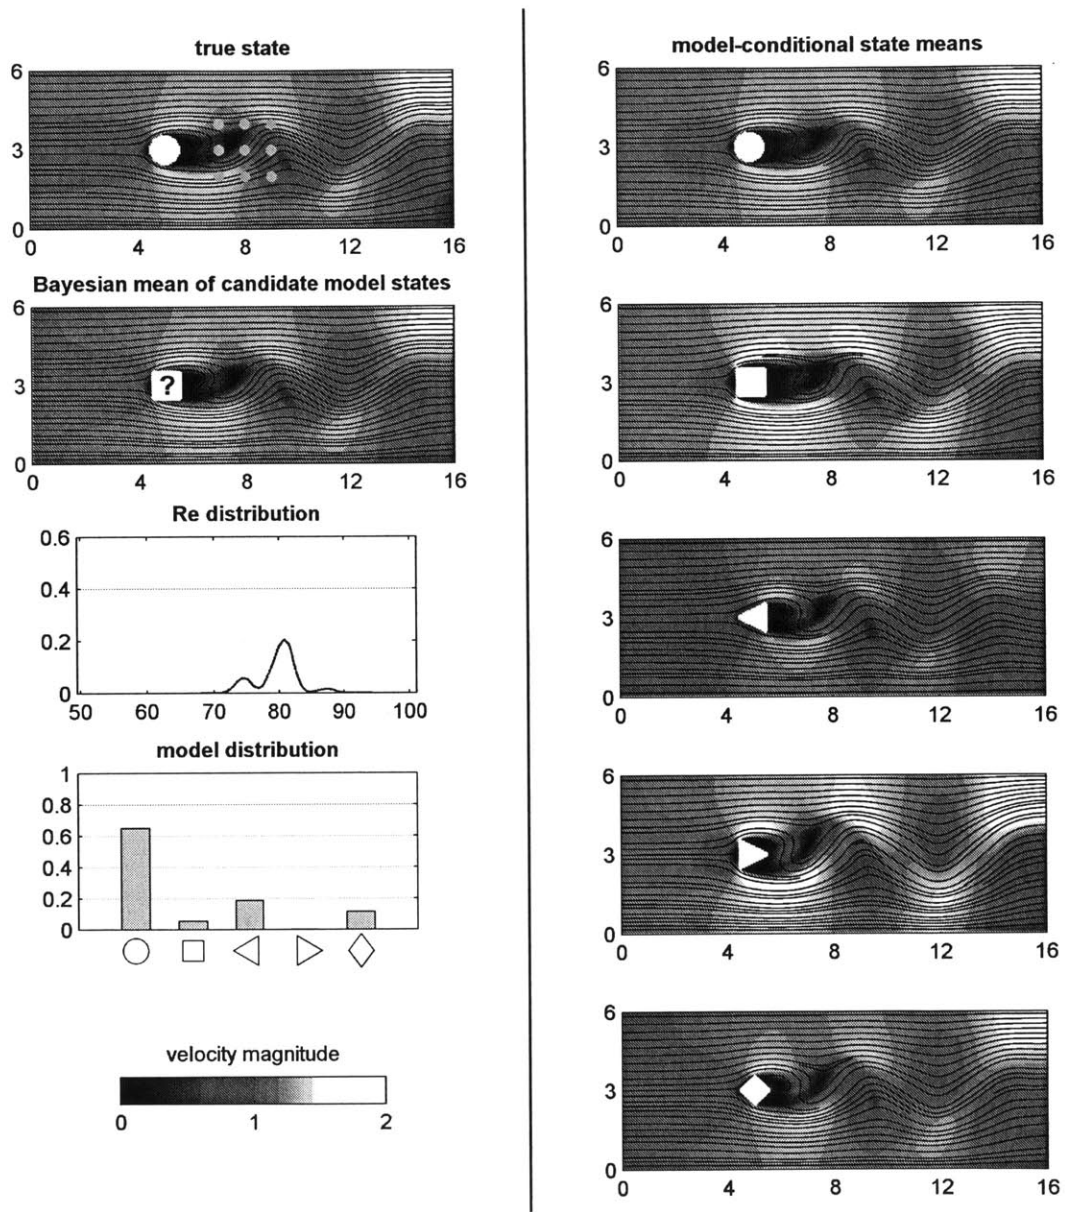 true state
6
3
0
0 4 8 12 16
Bayesian mean of candidate model states
6
3
0
?
0 4 8 12 16
Re distribution
0.6
0.4
0.2
0
50 60 70 80 90 100
model distribution
1
0.8
0.6
0.4
0.2
0
velocity magnitude
0 1 2
model-conditional state means
6
3
0
0 4 8 12 16
6
3
0
0 4 8 12 16
6
3
0
0 4 8 12 16
6
3
0
0 4 8 12 16
6
3
0
0 4 8 12 16